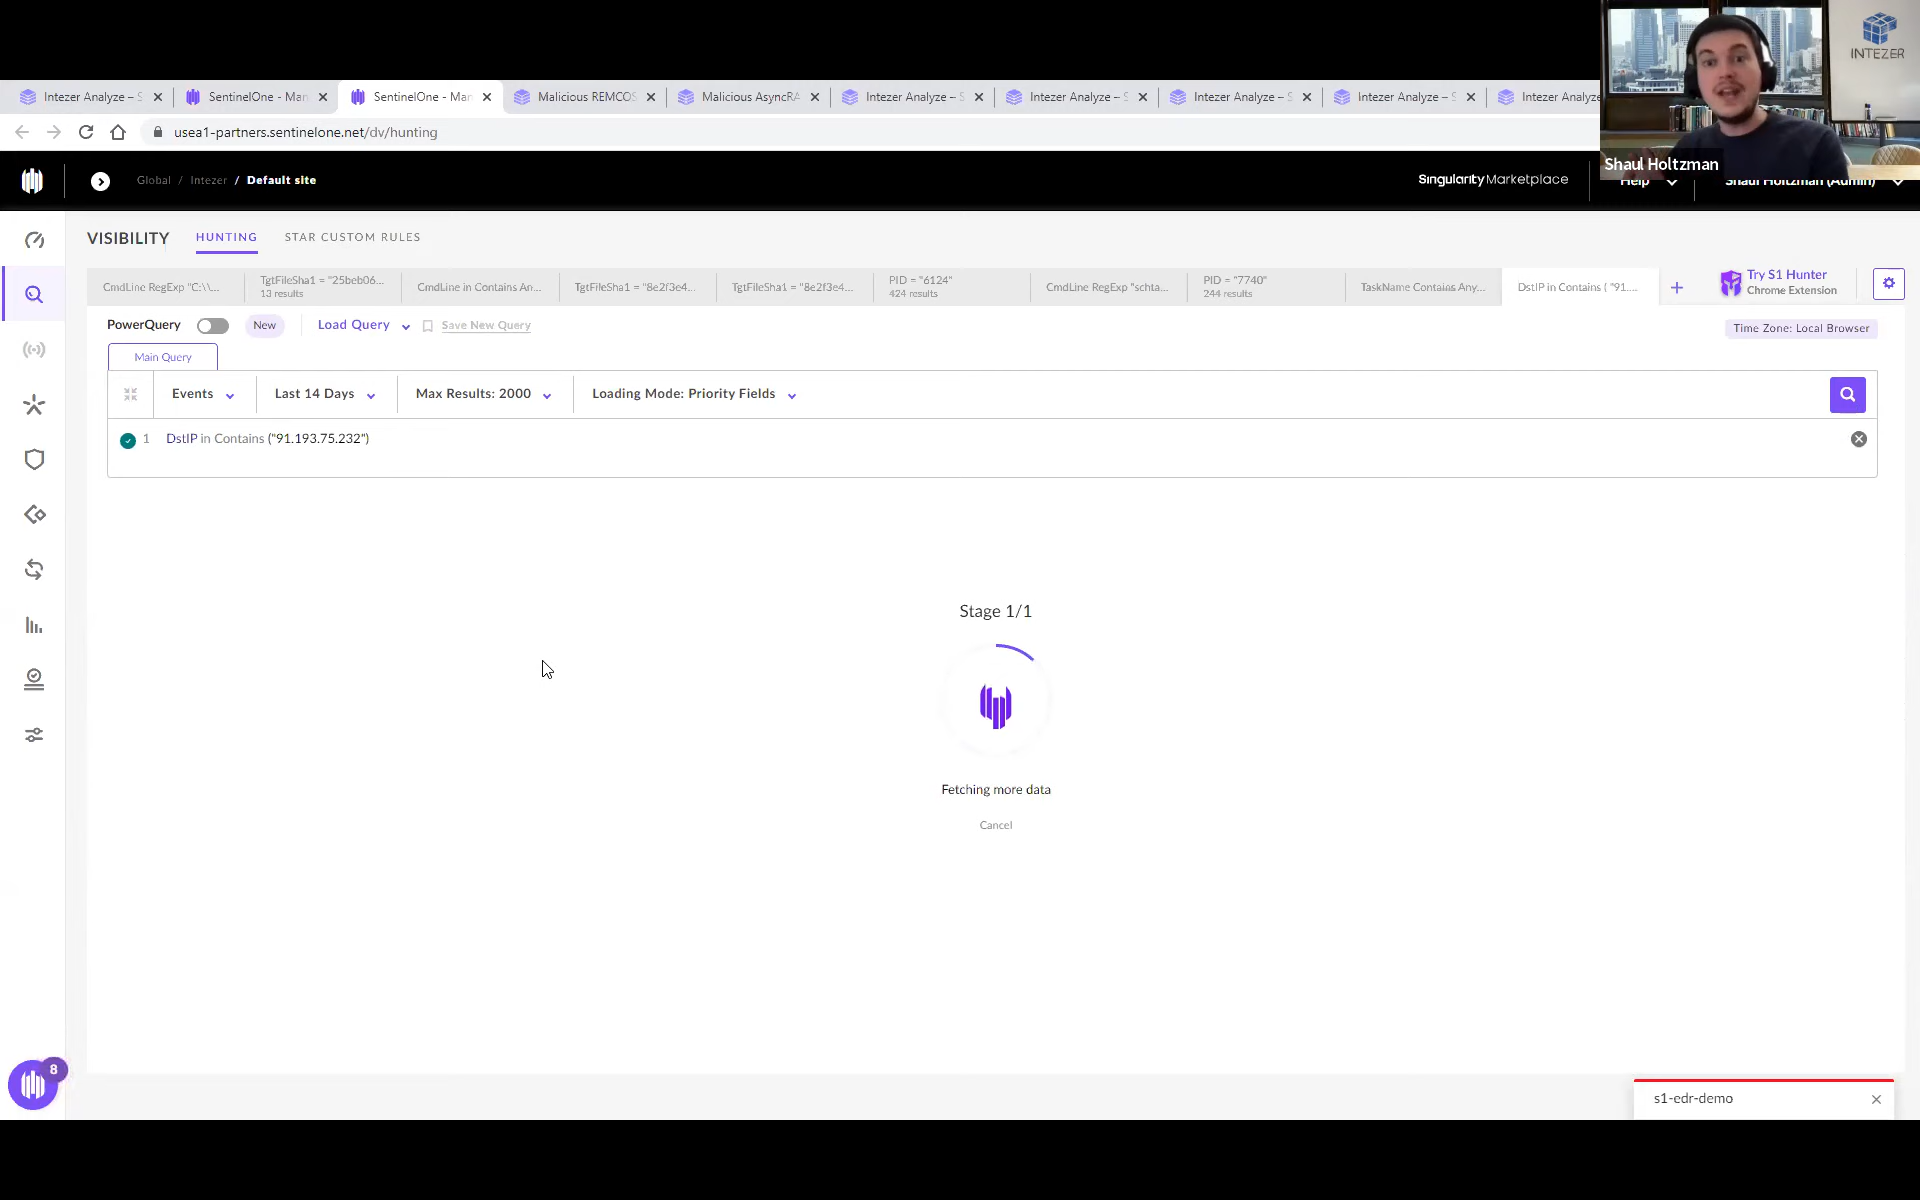 INTEZER
Intezer Analyze – S
SentinelOne - Man
SentinelOne - Man
Malicious REMCOS
Malicious AsyncRA
Intezer Analyze – S
Intezer Analyze – S
Intezer Analyze – S
Intezer Analyze – S
Intezer Analyze
usea1-partners.sentinelone.net/dv/hunting
Shaul Holtzman
Global / Intezer / Default site
Singularity Marketplace
Help
Shaul Holtzman (Admin)
VISIBILITY
HUNTING
STAR CUSTOM RULES
CmdLine RegExp "C:\\...
TgtFileSha1 = "25beb06...
13 results
CmdLine in Contains An...
TgtFileSha1 = "8e2f3e4...
TgtFileSha1 = "8e2f3e4...
PID = "6124"
424 results
CmdLine RegExp "schta...
PID = "7740"
244 results
TaskName Contains Any...
DstIP in Contains ( "91....
Try S1 Hunter
Chrome Extension
PowerQuery
New
Load Query
Save New Query
Time Zone: Local Browser
Main Query
Events
Last 14 Days
Max Results: 2000
Loading Mode: Priority Fields
1 DstIP in Contains ("91.193.75.232")
Stage 1/1
Fetching more data
Cancel
8
s1-edr-demo